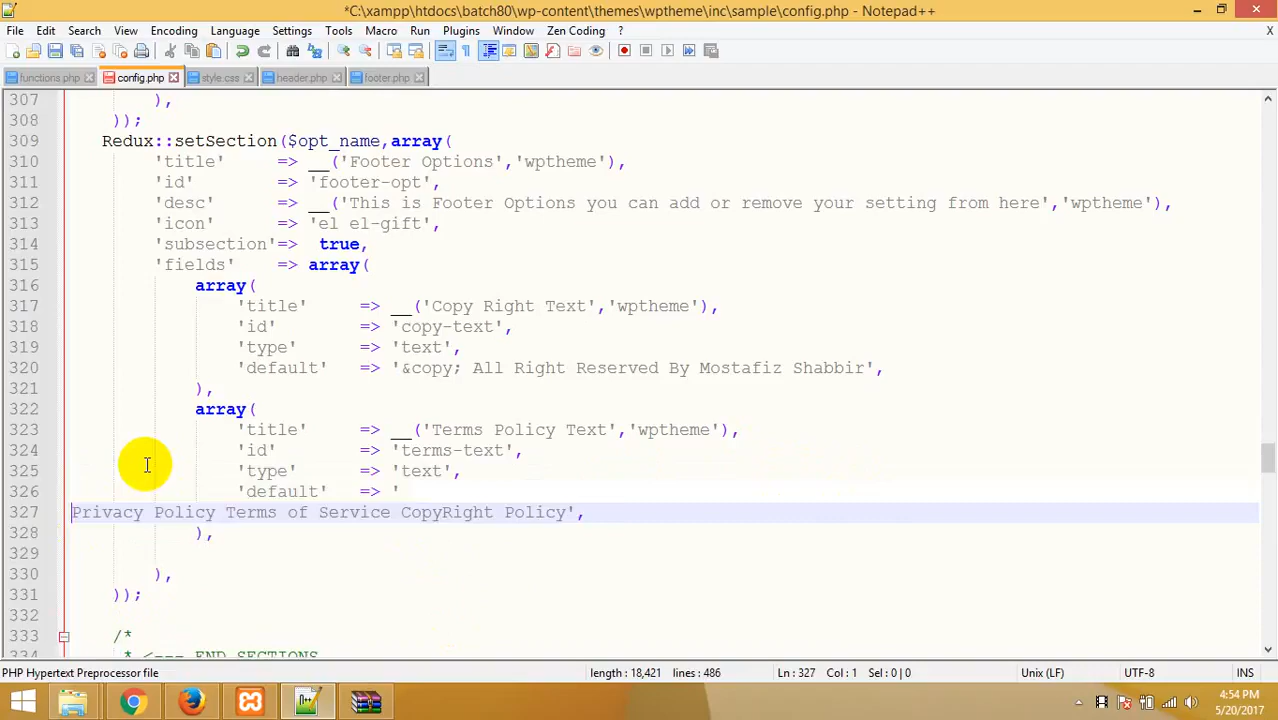 *C:\xampp\htdocs\batch80\wp-content\themes\wptheme\inc\sample\config.php - Notepad++
File Edit Search View Encoding Language Settings Tools Macro Run Plugins Window Zen Coding ? X
functions.php config.php style.css header.php footer.php
307 ),
308 ));
309 Redux::setSection($opt_name,array(
310 'title' => __('Footer Options','wptheme'),
311 'id' => 'footer-opt',
312 'desc' => __('This is Footer Options you can add or remove your setting from here','wptheme'),
313 'icon' => 'el el-gift',
314 'subsection'=> true,
315 'fields' => array(
316 array(
317 'title' => __('Copy Right Text','wptheme'),
318 'id' => 'copy-text',
319 'type' => 'text',
320 'default' => '&copy; All Right Reserved By Mostafiz Shabbir',
321 ),
322 array(
323 'title' => __('Terms Policy Text','wptheme'),
324 'id' => 'terms-text',
325 'type' => 'text',
326 'default' => '
327 Privacy Policy Terms of Service CopyRight Policy',
328 ),
329
330 ),
331 ));
332
333 /*
334 * <--- END SECTIONS
PHP Hypertext Preprocessor file length : 18,421 lines : 486 Ln : 327 Col : 1 Sel : 0 | 0 Unix (LF) UTF-8 INS
4:54 PM
5/20/2017